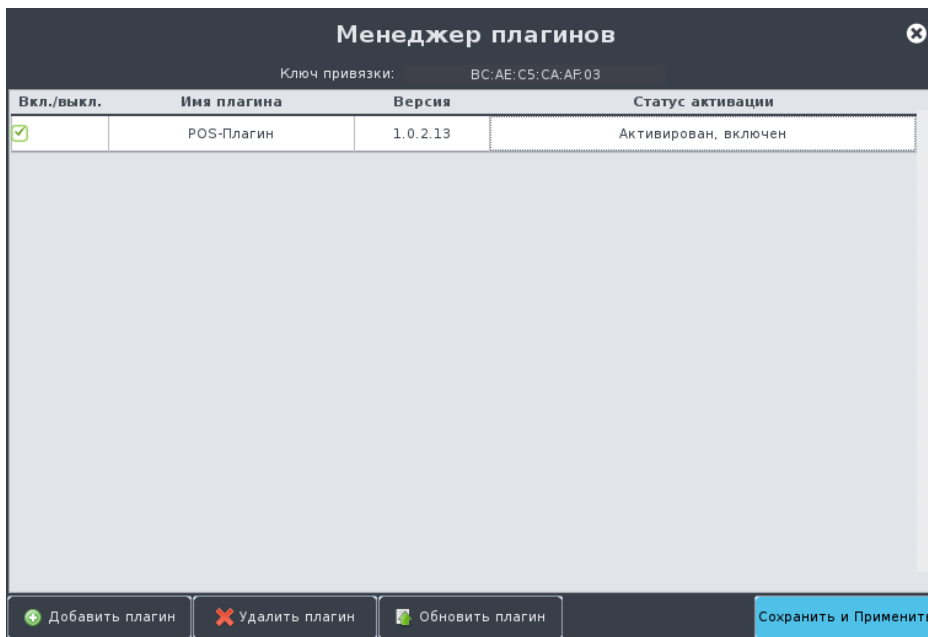 Менеджер плагинов
Ключ привязки: BC:AE:C5:CA:AF:03
Вкл./выкл. Имя плагина Версия Статус активации
POS-Плагин 1.0.2.13 Активирован, включен
Добавить плагин Удалить плагин Обновить плагин Сохранить и Применить